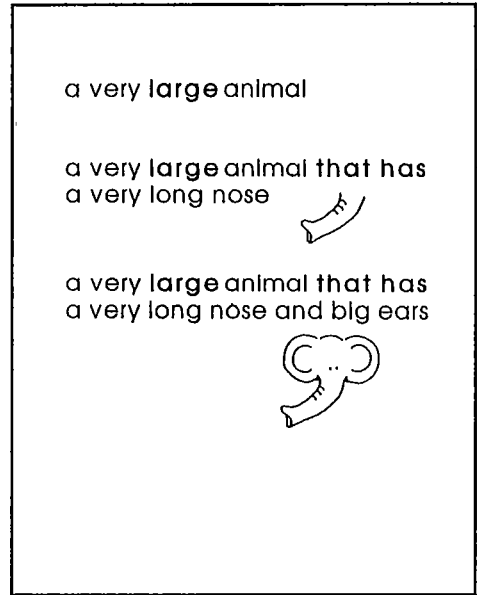 a very large animal
a very large animal that has
a very long nose
a very large animal that has
a very long nose and big ears